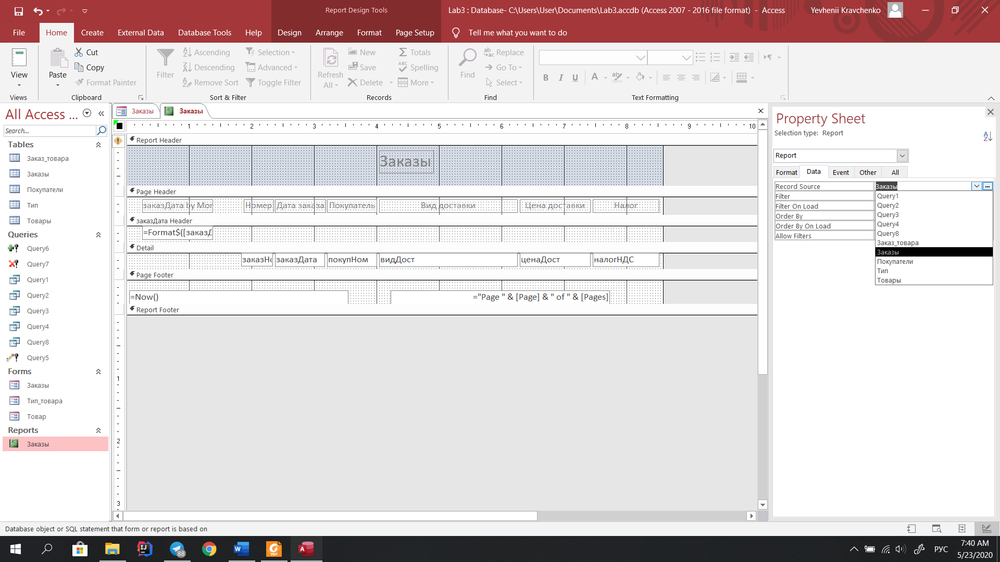 Report Design Tools
Lab3 : Database- C:\Users\User\Documents\Lab3.accdb (Access 2007 - 2016 file format) - Access
Yevhenii Kravchenko
File
Home
Create
External Data
Database Tools
Help
Design
Arrange
Format
Page Setup
Tell me what you want to do
View
Views
Paste
Cut
Copy
Format Painter
Clipboard
Filter
Ascending
Descending
Remove Sort
Selection
Advanced
Toggle Filter
Sort & Filter
Refresh All
New
Save
Delete
Totals
Spelling
More
Records
Find
Replace
Go To
Select
Find
B I U
Text Formatting
All Access ...
Search...
Tables
Заказ_товара
Заказы
Покупатели
Тип
Товары
Queries
Query6
Query7
Query1
Query2
Query3
Query4
Query8
Query5
Forms
Заказы
Тип_товара
Товар
Reports
Заказы
Заказы
Заказы
1 2 3 4 5 6 7 8 9 10
Report Header
Заказы
Page Header
заказДата by Mor
Номер
Дата заказа
Покупатель
Вид доставки
Цена доставки
Налог
заказДата Header
=Format$([заказД
Detail
заказНо
заказДата
покупНом
видДост
ценаДост
налогНДС
Page Footer
=Now()
="Page " & [Page] & " of " & [Pages]
Report Footer
1
2
3
Property Sheet
Selection type: Report
Report
Format
Data
Event
Other
All
Record Source
Заказы
Filter
Filter On Load
Order By
Order By On Load
Allow Filters
Query1
Query2
Query3
Query4
Query8
Заказ_товара
Заказы
Покупатели
Тип
Товары
Database object or SQL statement that form or report is based on
88
РУС
7:40 AM
5/23/2020